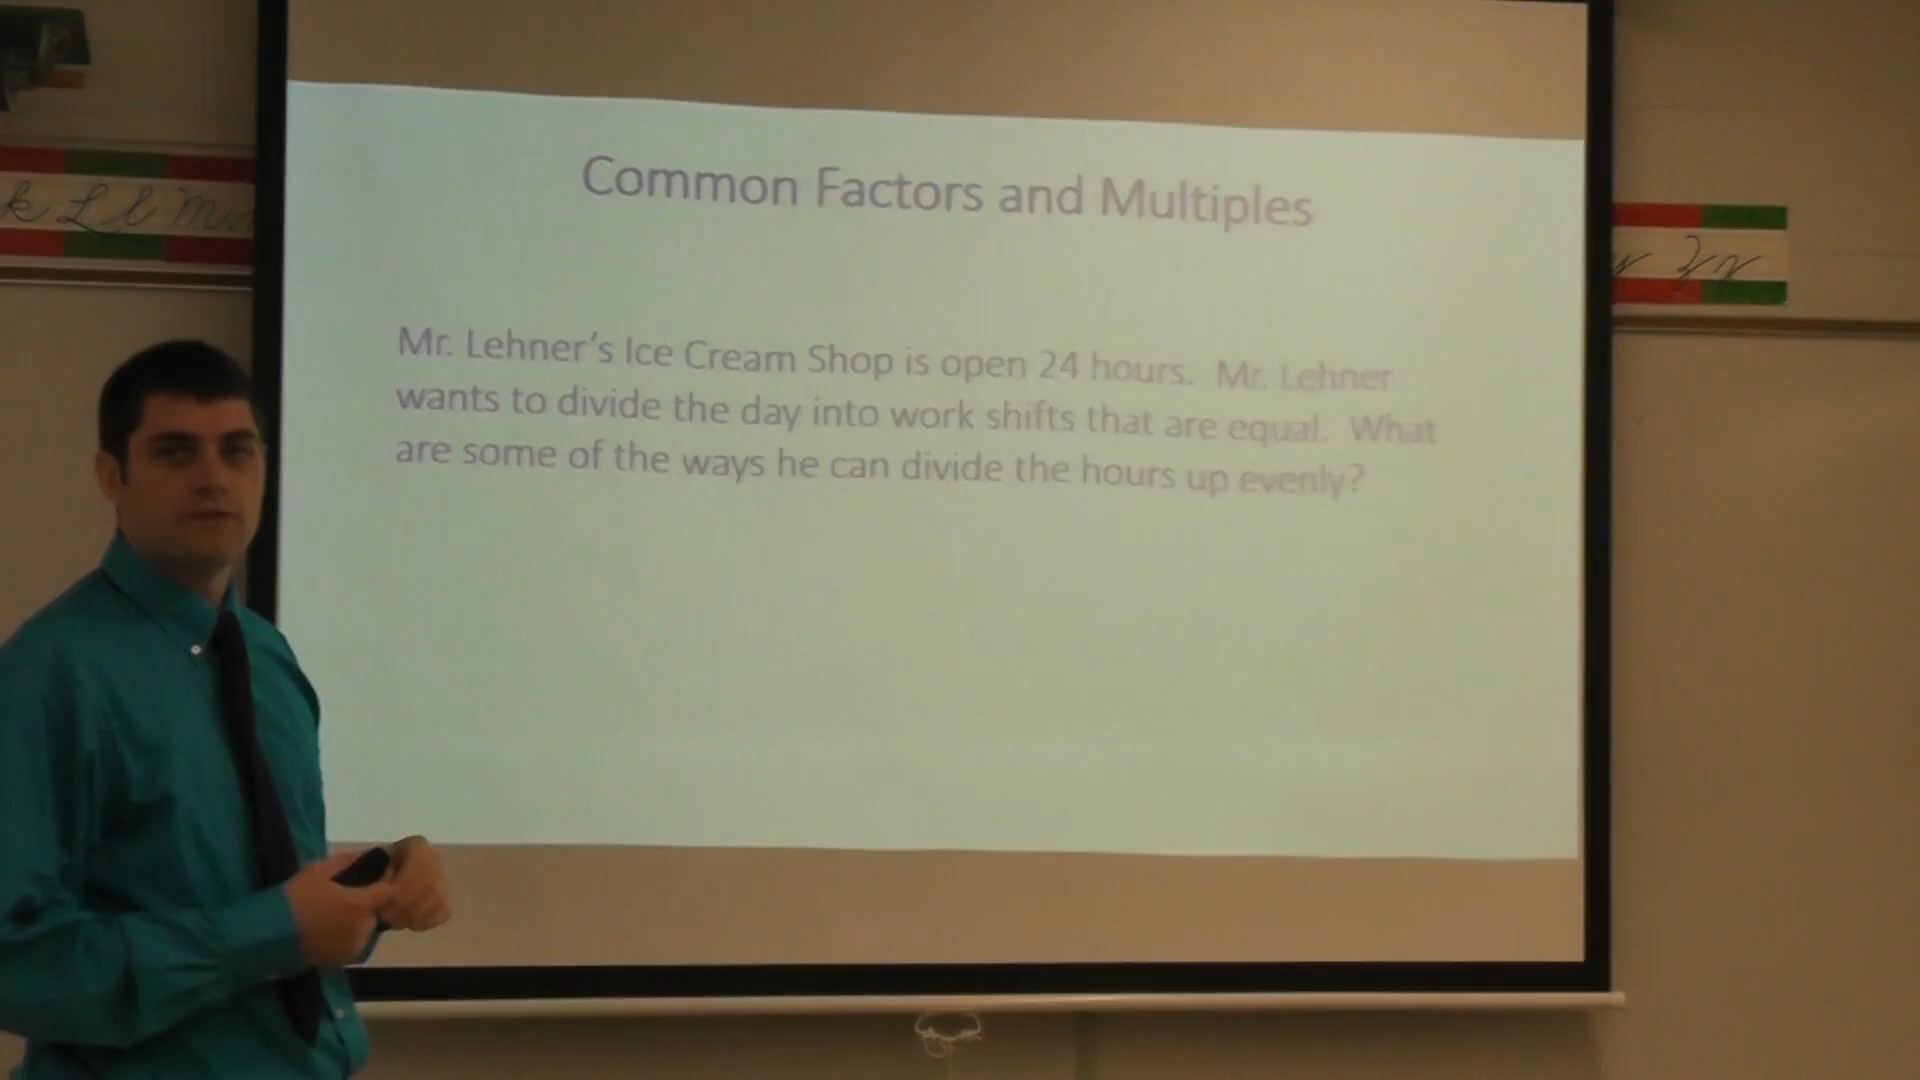 Common Factors and Multiples
Mr. Lehner's Ice Cream Shop is open 24 hours. Mr. Lehner
wants to divide the day into work shifts that are equal. What
are some of the ways he can divide the hours up evenly?
k L l M m
z